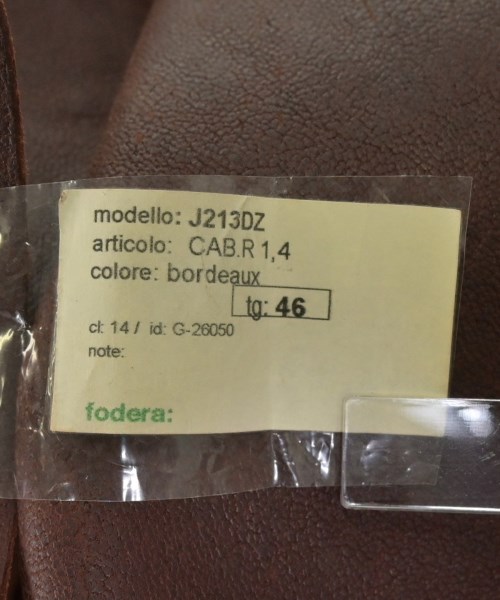 modello: J213DZ
articolo: CAB.R 1,4
colore: bordeaux
tg: 46
cl: 14 / id: G-26050
note:
fodera: